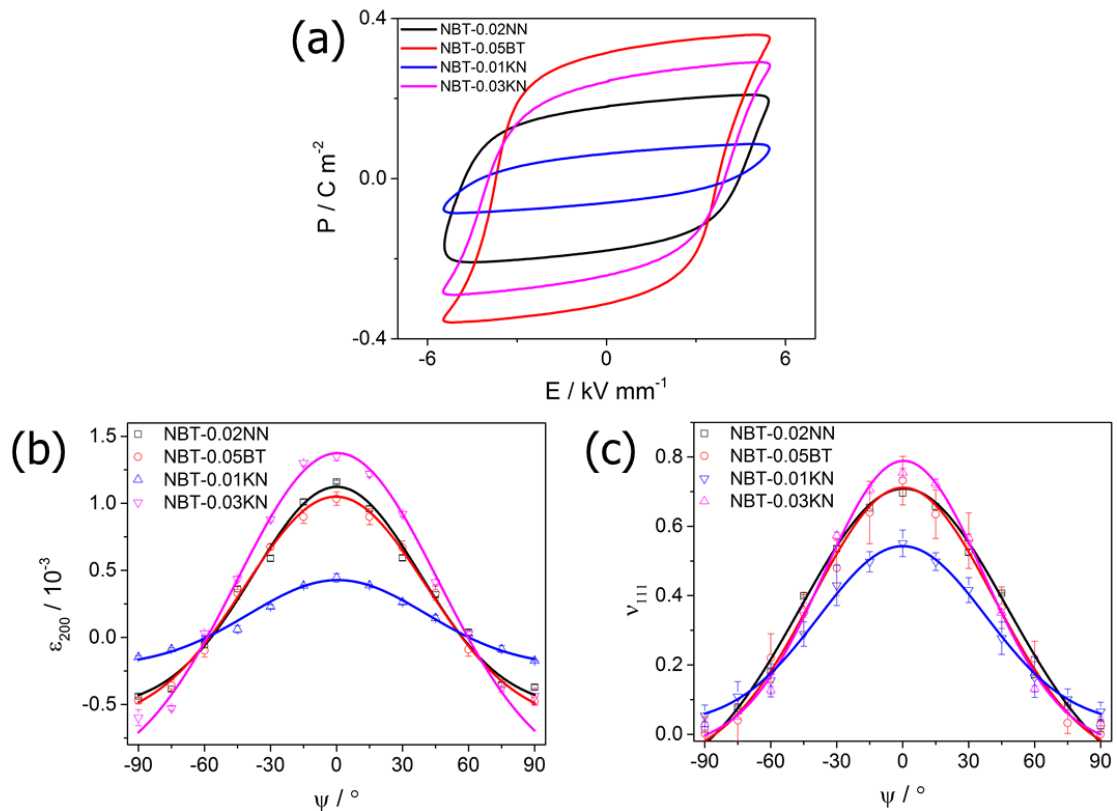 (a)
NBT-0.02NN
NBT-0.05BT
NBT-0.01KN
NBT-0.03KN
0.4
0.0
-0.4
P / C m⁻²
-6
0
6
E / kV mm⁻¹
(b)
NBT-0.02NN
NBT-0.05BT
NBT-0.01KN
NBT-0.03KN
1.5
1.0
0.5
0.0
-0.5
ε₂₀₀ / 10⁻³
-90
-60
-30
0
30
60
90
ψ / °
(c)
NBT-0.02NN
NBT-0.05BT
NBT-0.01KN
NBT-0.03KN
0.8
0.6
0.4
0.2
0.0
ν₁₁₁
-90
-60
-30
0
30
60
90
ψ / °